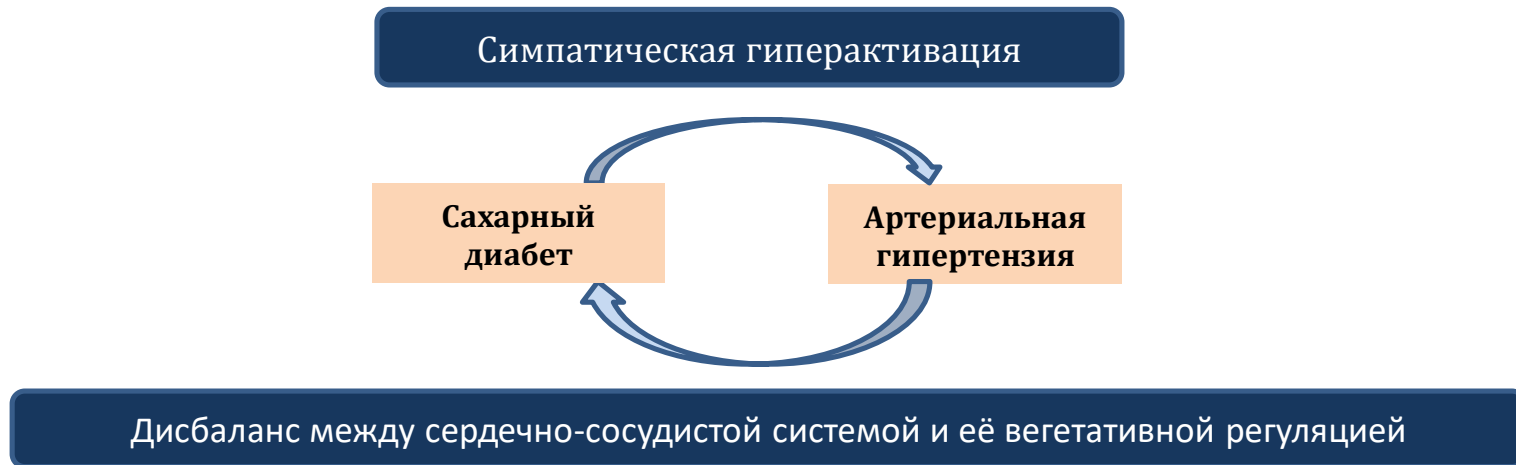 Симпатическая гиперактивация
Сахарный
диабет
Артериальная
гипертензия
Дисбаланс между сердечно-сосудистой системой и её вегетативной регуляцией